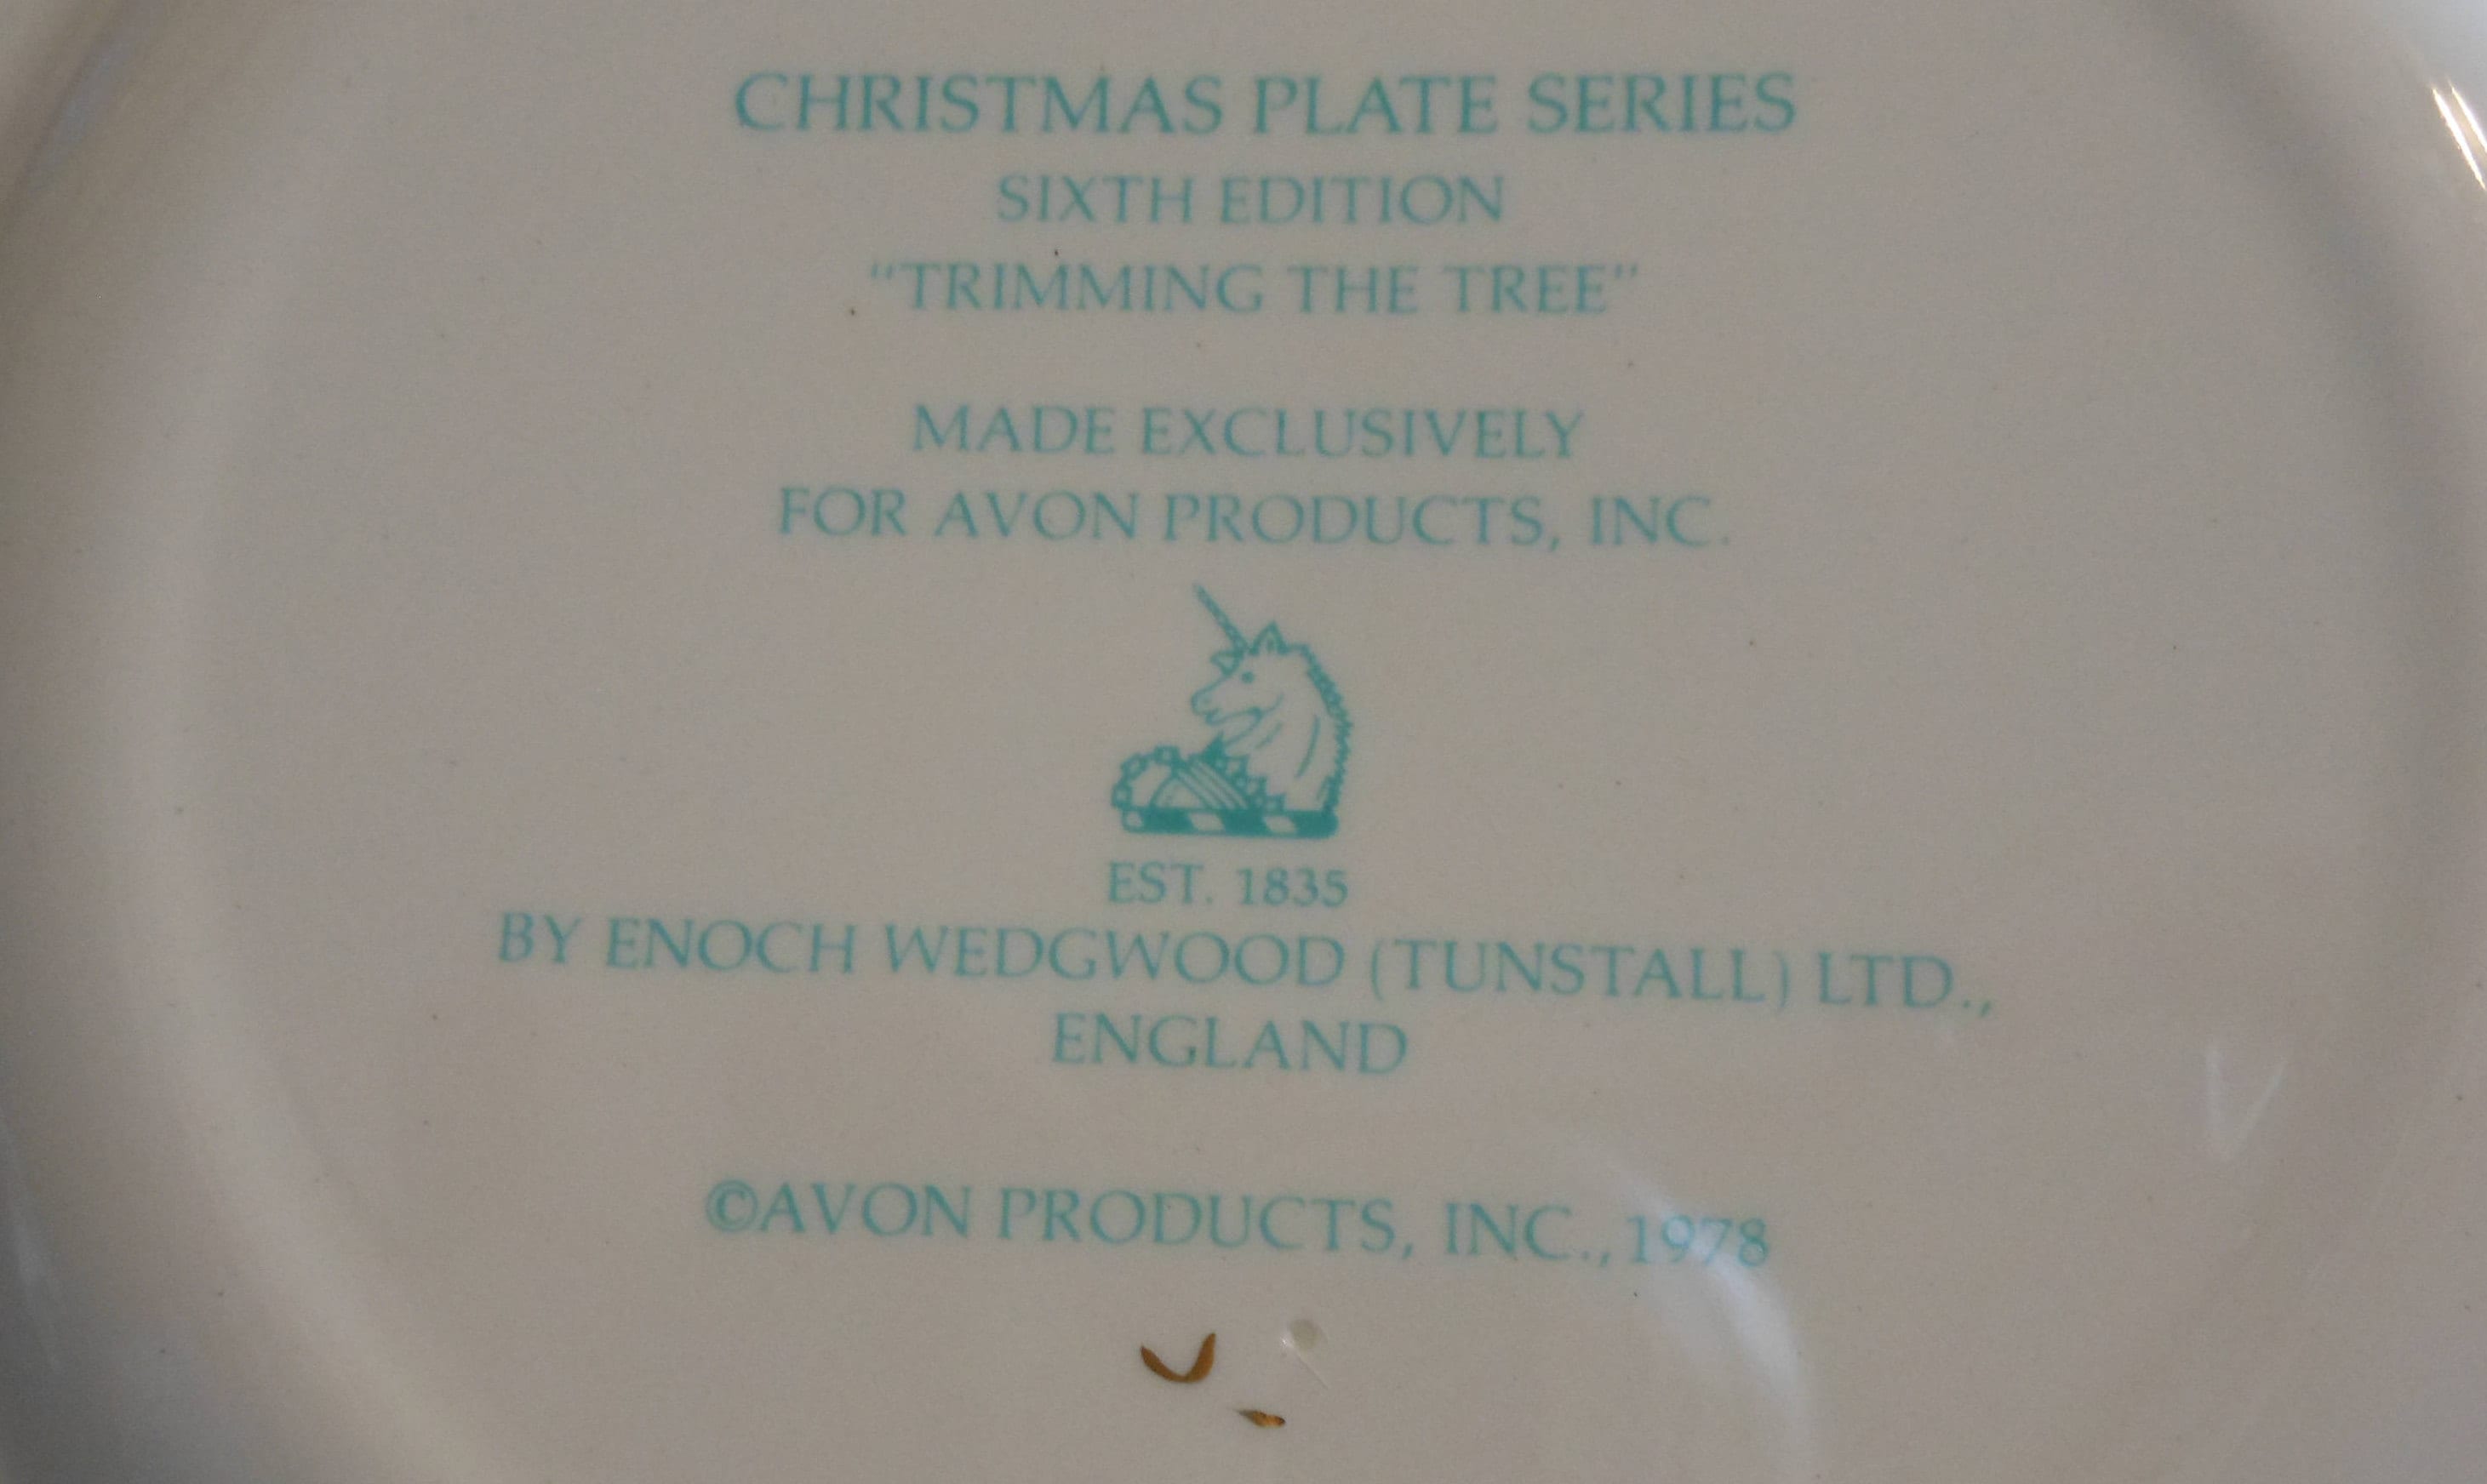 CHRISTMAS PLATE SERIES
SIXTH EDITION
“TRIMMING THE TREE”
MADE EXCLUSIVELY
FOR AVON PRODUCTS, INC.
EST. 1835
BY ENOCH WEDGWOOD (TUNSTALL) LTD.,
ENGLAND
©AVON PRODUCTS, INC., 1978